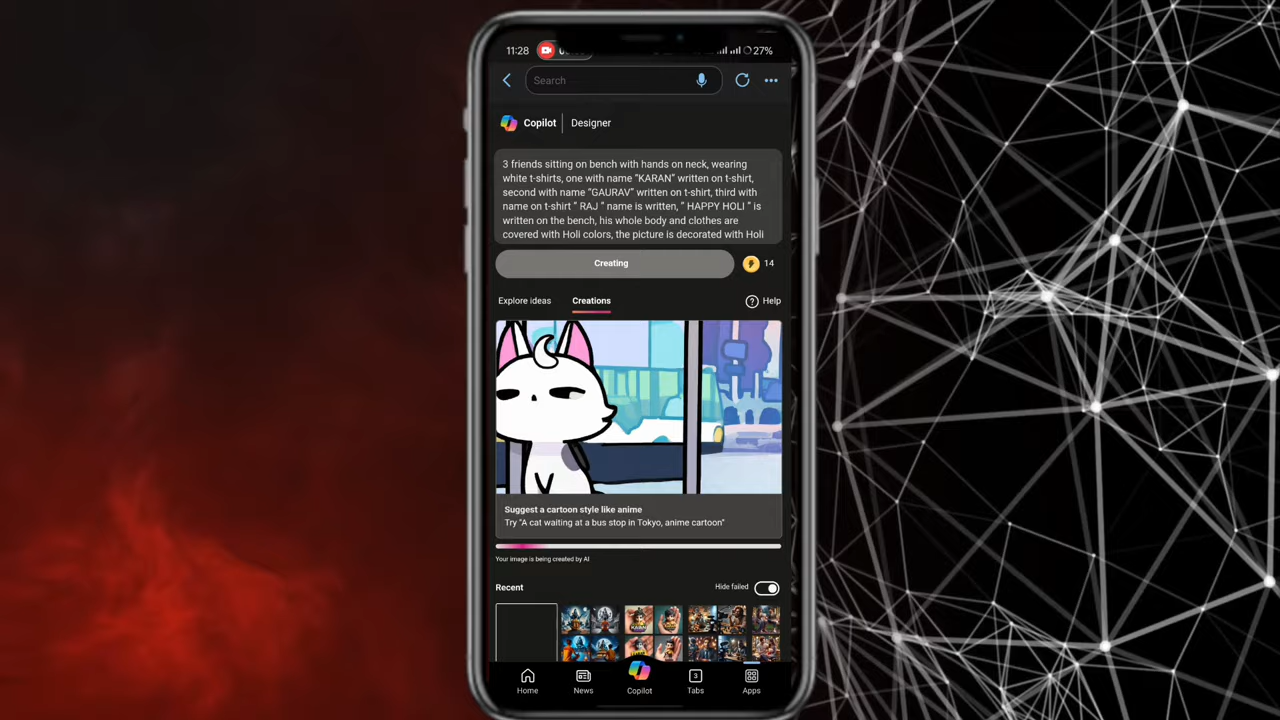 11:28
27%
Search
Copilot | Designer
3 friends sitting on bench with hands on neck, wearing
white t-shirts, one with name “KARAN” written on t-shirt,
second with name “GAURAV” written on t-shirt, third with
name on t-shirt ” RAJ ” name is written, ” HAPPY HOLI ” is
written on the bench, his whole body and clothes are
covered with Holi colors, the picture is decorated with Holi
Creating
14
Explore ideas
Creations
Help
Suggest a cartoon style like anime
Try "A cat waiting at a bus stop in Tokyo, anime cartoon"
Your image is being created by AI
Recent
Hide failed
Home
News
Copilot
3
Tabs
Apps